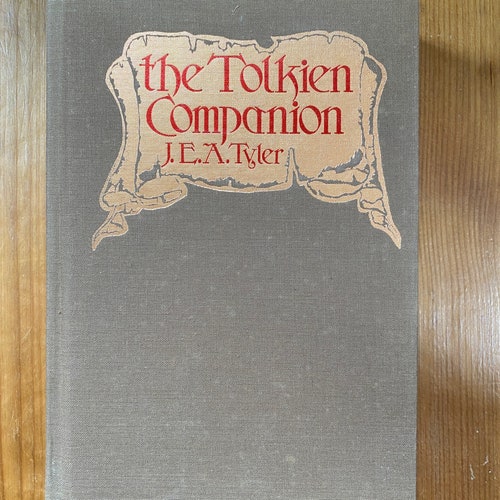 the Tolkien
Companion
J.E.A.Tyler